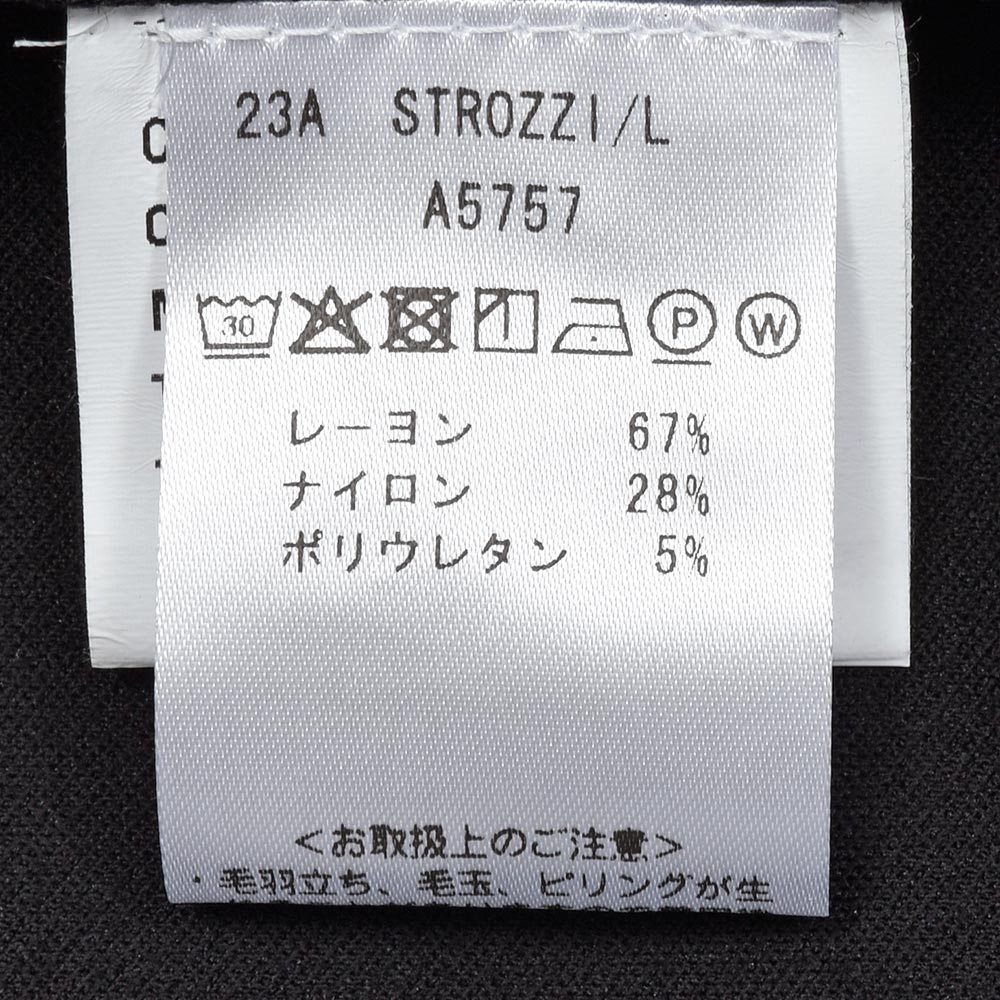 23A STROZZI/L
A5757
30 P W
レーヨン 67%
ナイロン 28%
ポリウレタン 5%
<お取扱上のご注意>
・毛羽立ち、毛玉、ピリングが生